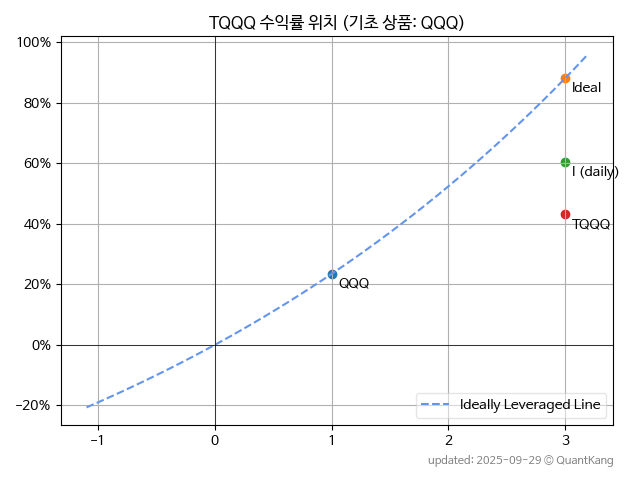 TQQQ 수익률 위치 (기초 상품: QQQ)
100%
80%
60%
40%
20%
0%
−20%
Ideal
I (daily)
TQQQ
QQQ
Ideally Leveraged Line
−1
0
1
2
3
updated: 2025-09-29 © QuantKang